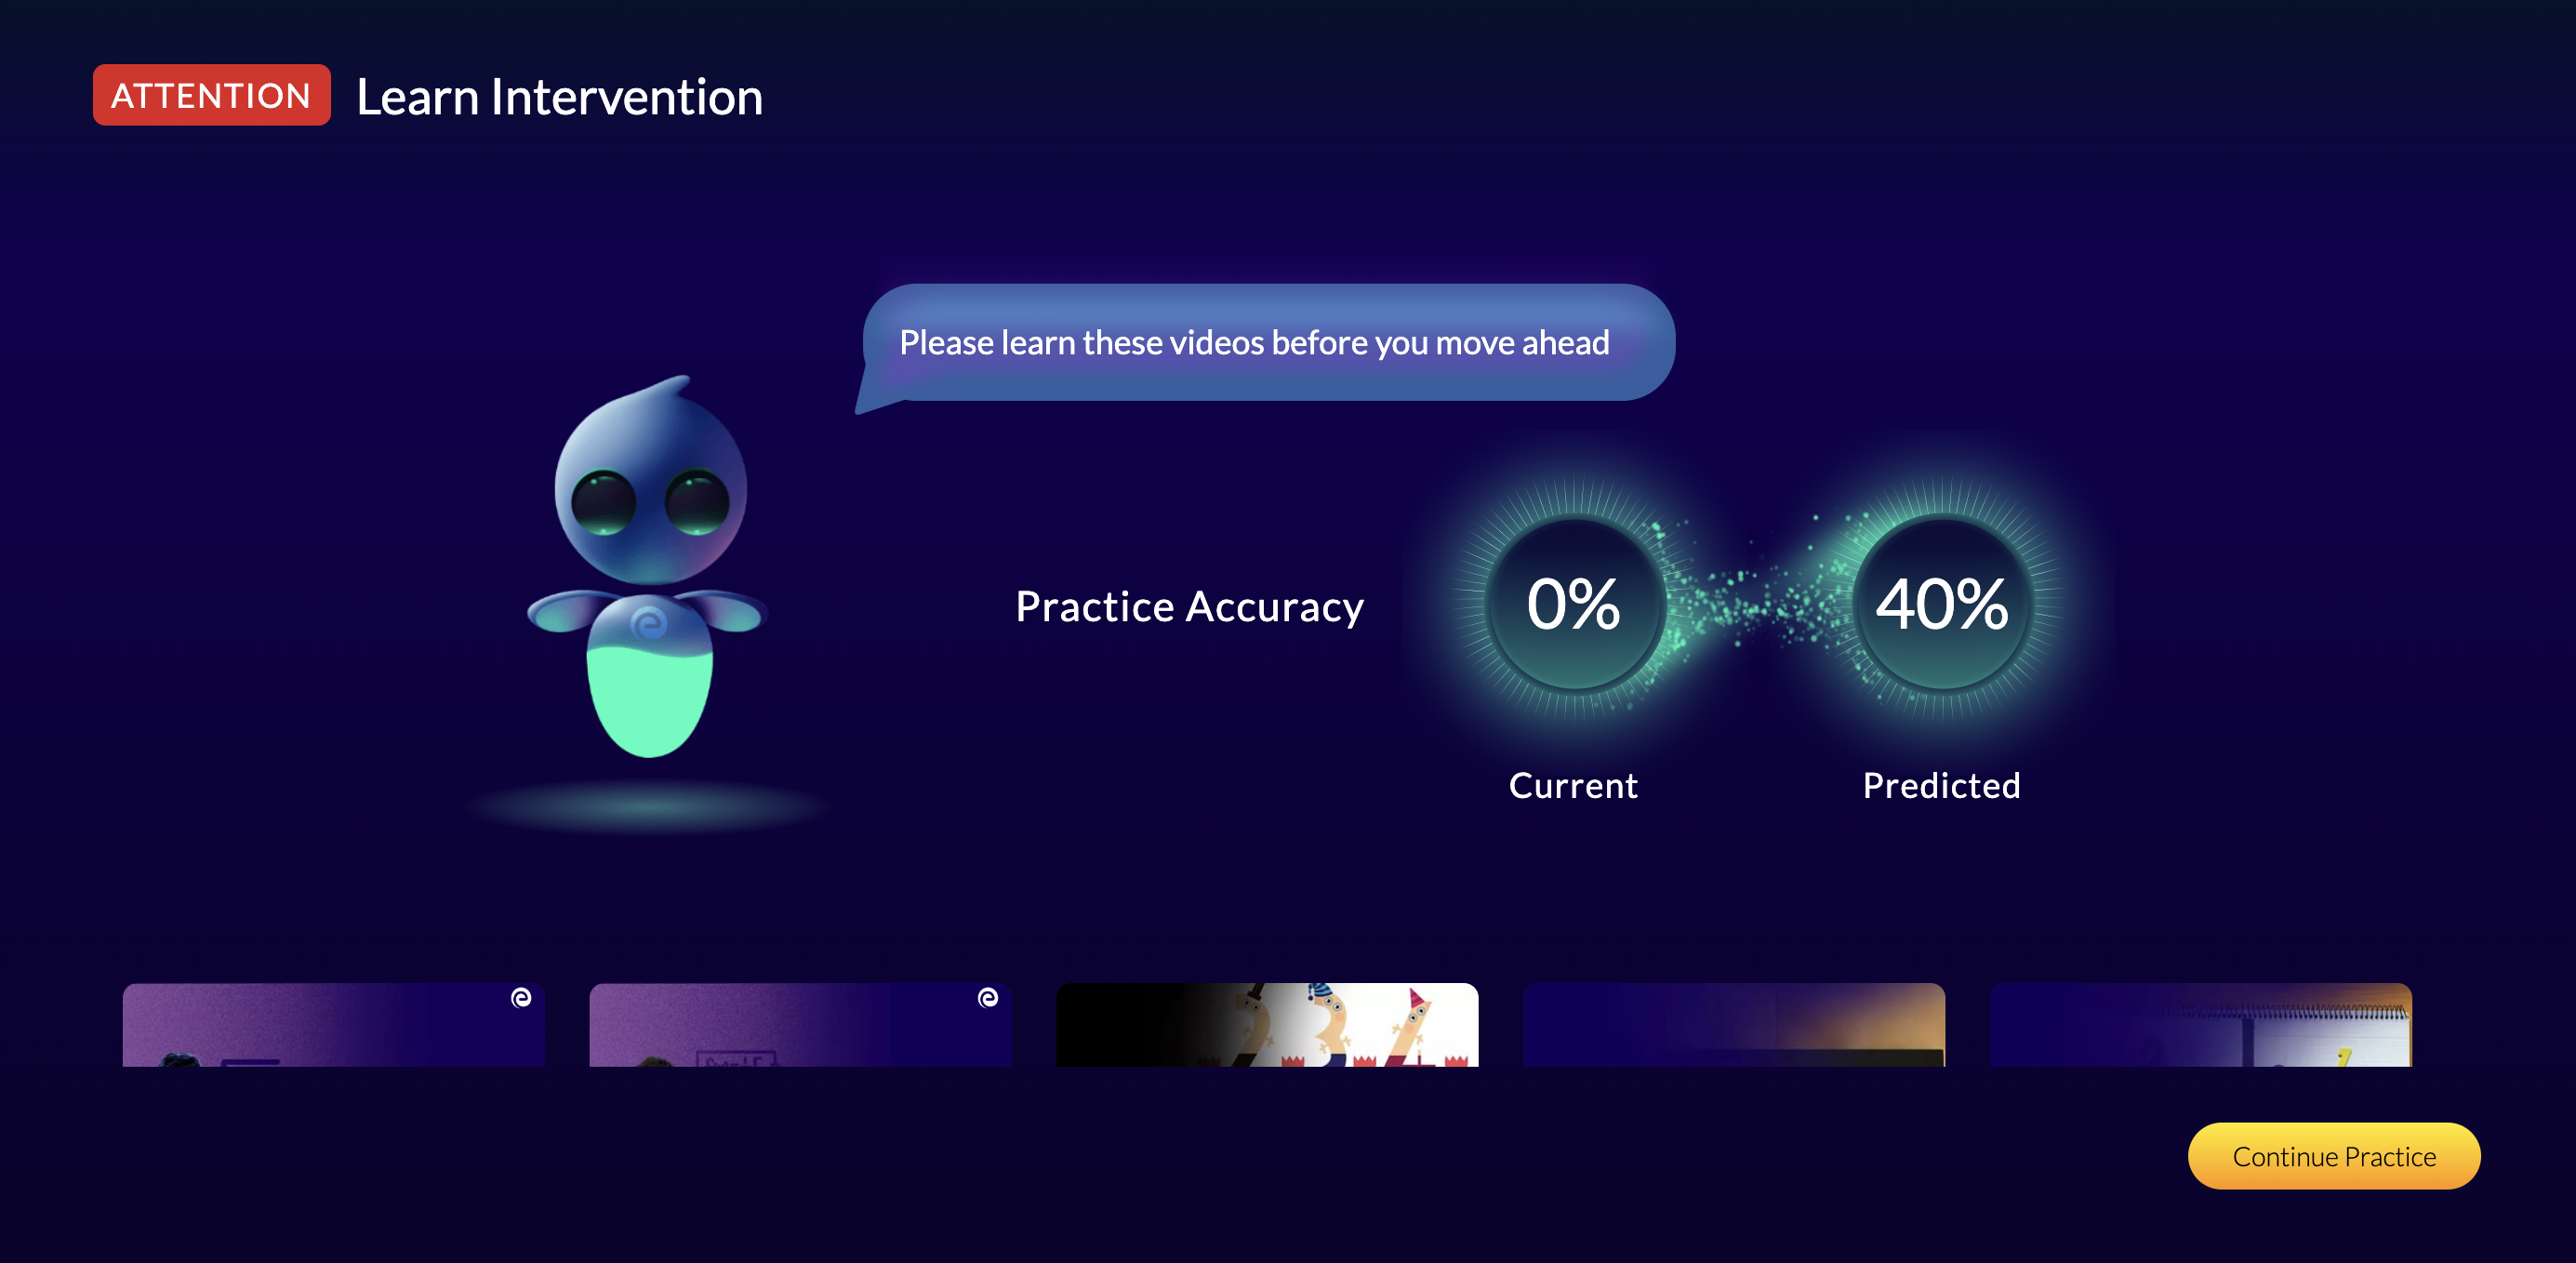 ATTENTION Learn Intervention
Please learn these videos before you move ahead
Practice Accuracy
0%
40%
Current
Predicted
Continue Practice